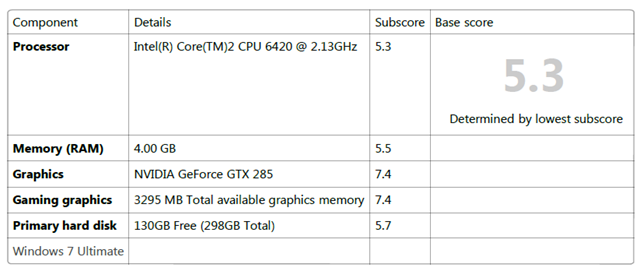 Component Details Subscore Base score
Processor Intel(R) Core(TM)2 CPU 6420 @ 2.13GHz 5.3
5.3
Determined by lowest subscore
Memory (RAM) 4.00 GB 5.5
Graphics NVIDIA GeForce GTX 285 7.4
Gaming graphics 3295 MB Total available graphics memory 7.4
Primary hard disk 130GB Free (298GB Total) 5.7
Windows 7 Ultimate